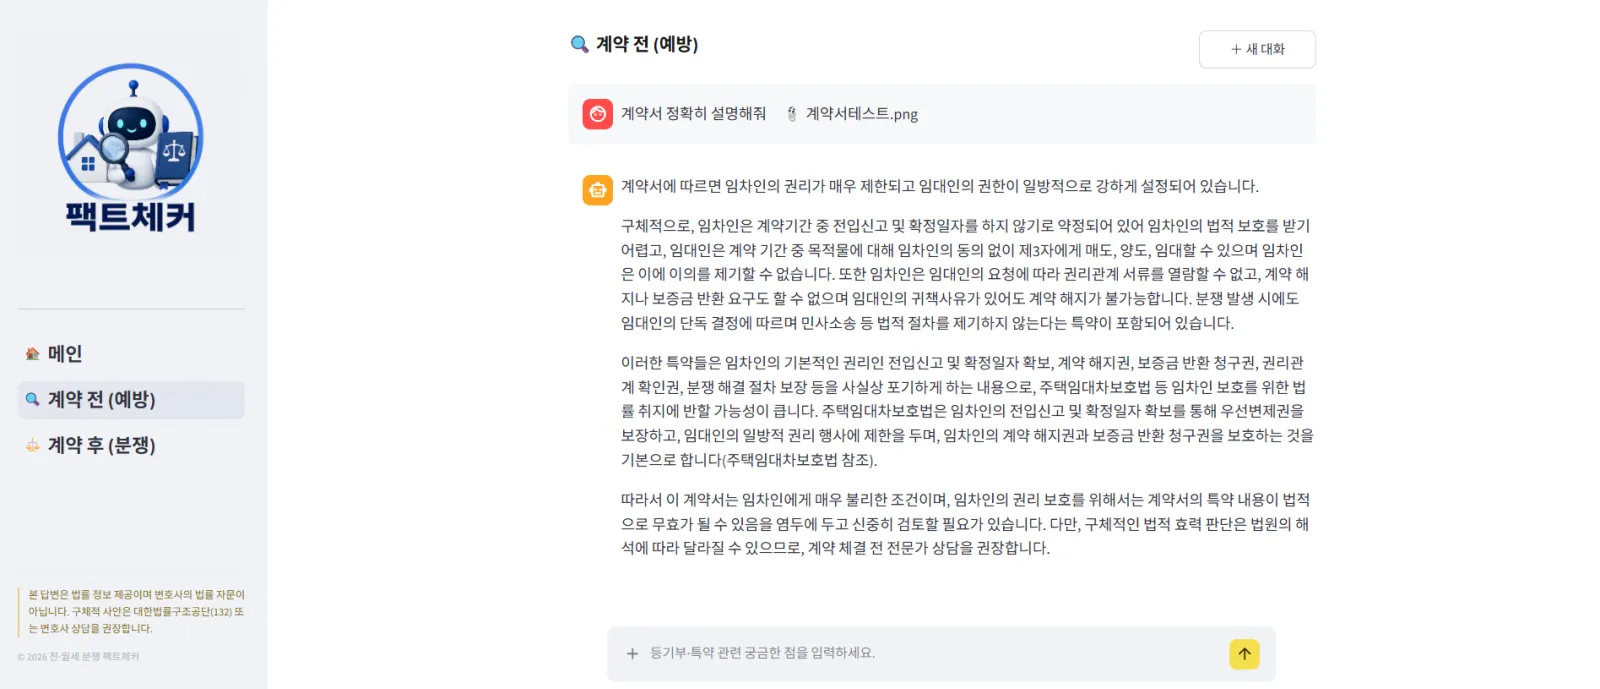 팩트체커
메인
계약 전 (예방)
계약 후 (분쟁)
본 답변은 법률 정보 제공이며 변호사의 법률 자문이
아닙니다. 구체적 사안은 대한법률구조공단(132) 또
는 변호사 상담을 권장합니다.
© 2026 전·월세 분쟁 팩트체커
계약 전 (예방)
+ 새 대화
계약서 정확히 설명해줘 계약서테스트.png
계약서에 따르면 임차인의 권리가 매우 제한되고 임대인의 권한이 일방적으로 강하게 설정되어 있습니다.
구체적으로, 임차인은 계약기간 중 전입신고 및 확정일자를 하지 않기로 약정되어 있어 임차인의 법적 보호를 받기
어렵고, 임대인은 계약 기간 중 목적물에 대해 임차인의 동의 없이 제3자에게 매도, 양도, 임대할 수 있으며 임차인
은 이에 이의를 제기할 수 없습니다. 또한 임차인은 임대인의 요청에 따라 권리관계 서류를 열람할 수 없고, 계약 해
지나 보증금 반환 요구도 할 수 없으며 임대인의 귀책사유가 있어도 계약 해지가 불가능합니다. 분쟁 발생 시에도
임대인의 단독 결정에 따르며 민사소송 등 법적 절차를 제기하지 않는다는 특약이 포함되어 있습니다.
이러한 특약들은 임차인의 기본적인 권리인 전입신고 및 확정일자 확보, 계약 해지권, 보증금 반환 청구권, 권리관
계 확인권, 분쟁 해결 절차 보장 등을 사실상 포기하게 하는 내용으로, 주택임대차보호법 등 임차인 보호를 위한 법
률 취지에 반할 가능성이 큽니다. 주택임대차보호법은 임차인의 전입신고 및 확정일자 확보를 통해 우선변제권을
보장하고, 임대인의 일방적 권리 행사에 제한을 두며, 임차인의 계약 해지권과 보증금 반환 청구권을 보호하는 것을
기본으로 합니다(주택임대차보호법 참조).
따라서 이 계약서는 임차인에게 매우 불리한 조건이며, 임차인의 권리 보호를 위해서는 계약서의 특약 내용이 법적
으로 무효가 될 수 있음을 염두에 두고 신중히 검토할 필요가 있습니다. 다만, 구체적인 법적 효력 판단은 법원의 해
석에 따라 달라질 수 있으므로, 계약 체결 전 전문가 상담을 권장합니다.
등기부·특약 관련 궁금한 점을 입력하세요.